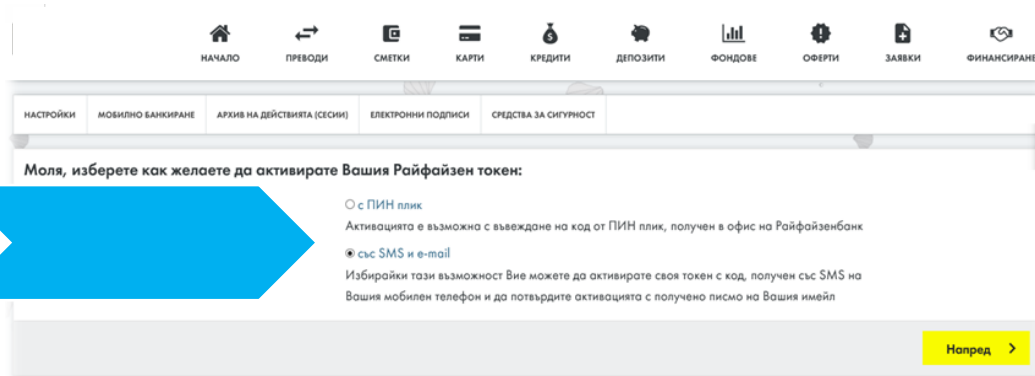 НАЧАЛО ПРЕВОДИ СМЕТКИ КАРТИ КРЕДИТИ ДЕПОЗИТИ ФОНДОВЕ ОФЕРТИ ЗАЯВКИ ФИНАНСИРАНЕ
НАСТРОЙКИ МОБИЛНО БАНКИРАНЕ АРХИВ НА ДЕЙСТВИЯТА (СЕСИИ) ЕЛЕКТРОННИ ПОДПИСИ СРЕДСТВА ЗА СИГУРНОСТ
Моля, изберете как желаете да активирате Вашия Райфайзен токен:
с ПИН плик
Активацията е възможна с въвеждане на код от ПИН плик, получен в офис на Райфайзенбанк
със SMS и e-mail
Избирайки тази възможност Вие можете да активирате своя токен с код, получен със SMS на
Вашия мобилен телефон и да потвърдите активацията с получено писмо на Вашия имейл
Напред